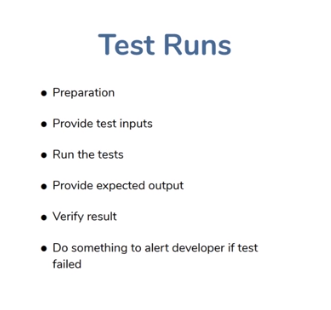 Test Runs
● Preparation
● Provide test inputs
● Run the tests
● Provide expected output
● Verify result
● Do something to alert developer if test
failed